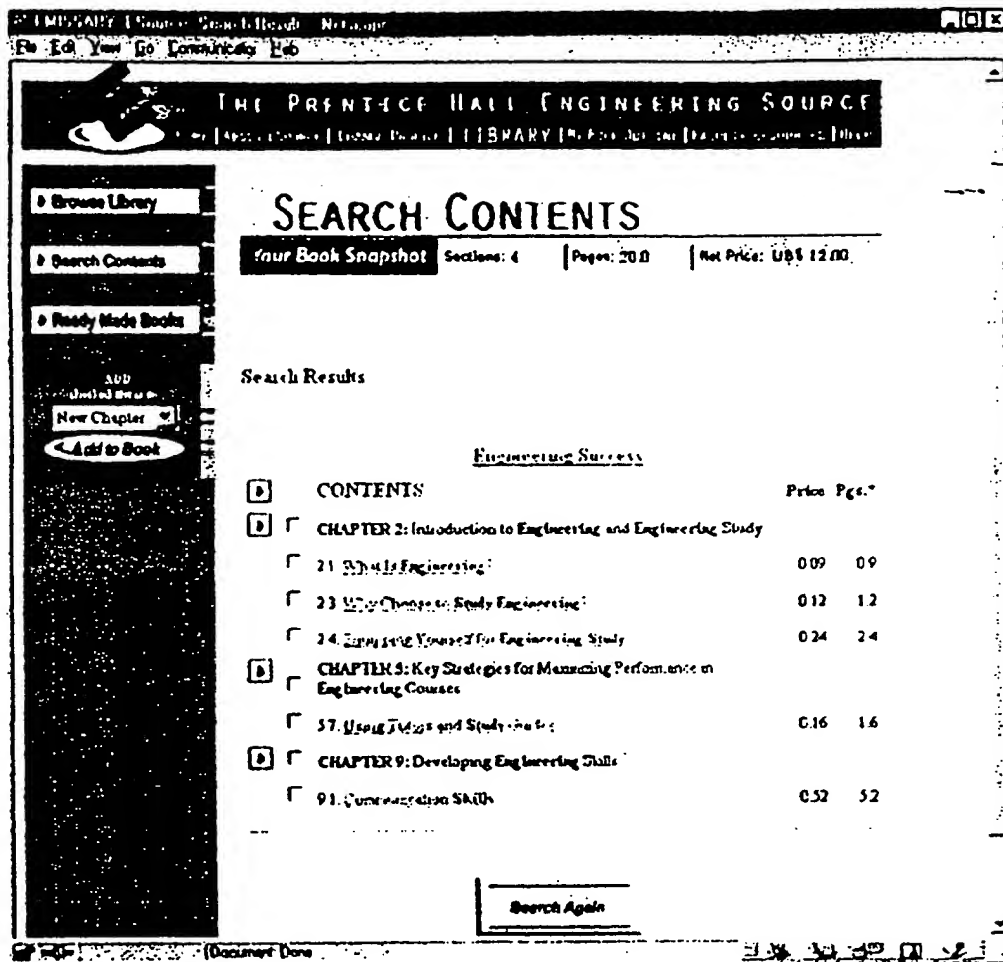 File Edit View Go Communicator Help
THE PRENTICE HALL ENGINEERING SOURCE
LIBRARY
Browse Library
Search Contents
Ready Made Books
New Chapter
Add to Book
SEARCH CONTENTS
Your Book Snapshot Sections: 4 Pages: 20.0 Net Price: US$ 12.00
Search Results
Engineering Success
CONTENTS Price Pgs.*
CHAPTER 2: Introduction to Engineering and Engineering Study
2.1. What Is Engineering? 0.09 0.9
2.3. Why Choose to Study Engineering? 0.12 1.2
2.4. Yourself for Engineering Study 0.24 2.4
CHAPTER 5: Key Strategies for Maximizing Performance in
Engineering Courses
5.7. Using Tutors and Study 0.16 1.6
CHAPTER 9: Developing Engineering Skills
9.1. Communication Skills 0.52 5.2
Search Again
Document: Done